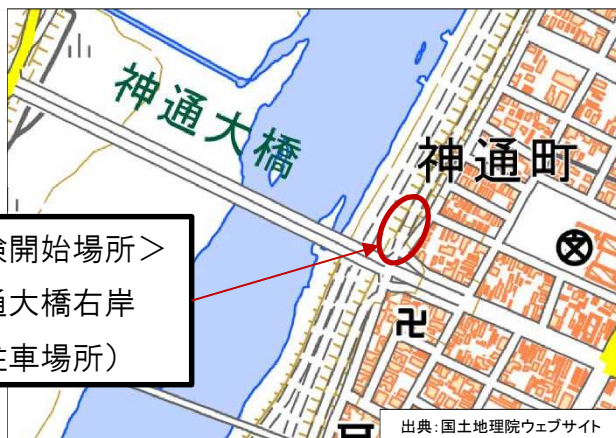 神通大橋
神通町
検開始場所＞
通大橋右岸
駐車場所）
出典：国土地理院ウェブサイト